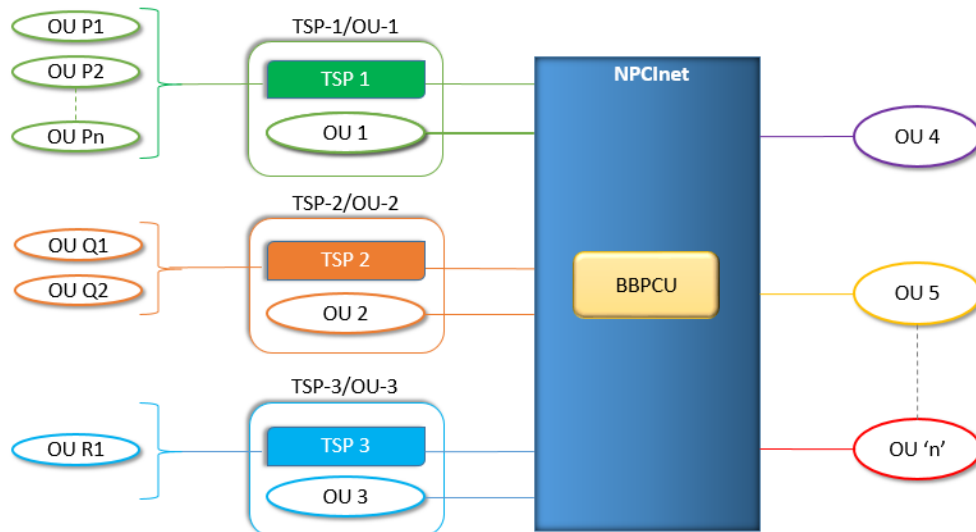 OU P1
OU P2
OU Pn
TSP-1/OU-1
TSP 1
OU 1
OU Q1
OU Q2
TSP-2/OU-2
TSP 2
OU 2
OU R1
TSP-3/OU-3
TSP 3
OU 3
NPCInet
BBPCU
OU 4
OU 5
OU ‘n’